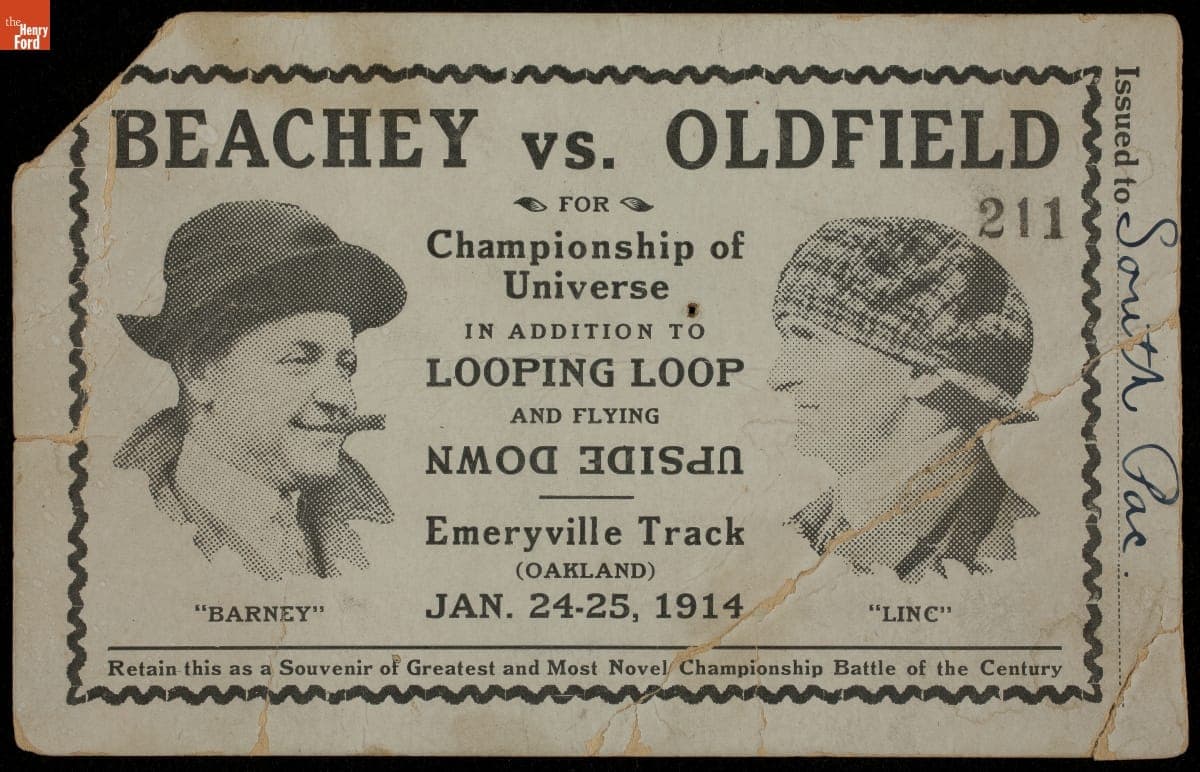 the
Henry
Ford
BEACHEY vs. OLDFIELD
211
FOR
Championship of
Universe
IN ADDITION TO
LOOPING LOOP
AND FLYING
UPSIDE DOWN
Emeryville Track
(OAKLAND)
"BARNEY"
JAN. 24-25, 1914
"LINC"
Retain this as a Souvenir of Greatest and Most Novel Championship Battle of the Century
Issued to South Pac.